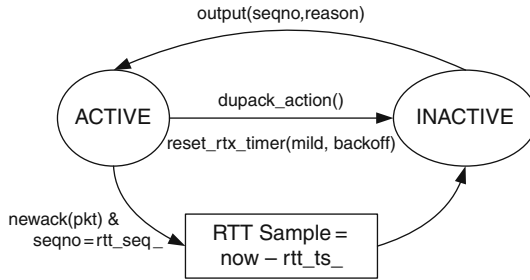 output(seqno,reason)
ACTIVE
dupack_action()
INACTIVE
reset_rtx_timer(mild, backoff)
newack(pkt) &
seqno = rtt_seq_
RTT Sample =
now – rtt_ts_